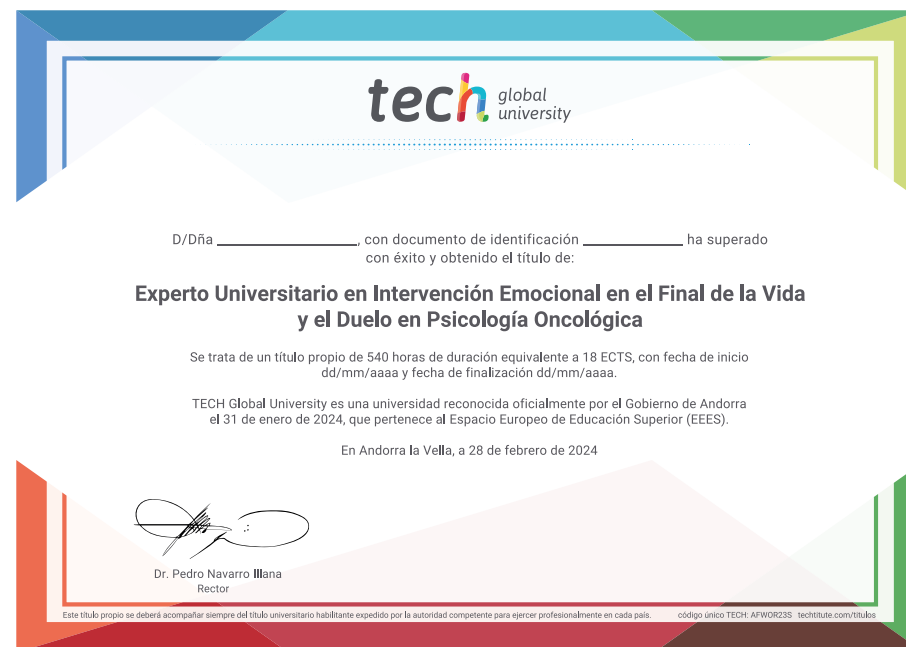 tech global
university
D/Dña ______________, con documento de identificación __________ ha superado
con éxito y obtenido el título de:
Experto Universitario en Intervención Emocional en el Final de la Vida
y el Duelo en Psicología Oncológica
Se trata de un título propio de 540 horas de duración equivalente a 18 ECTS, con fecha de inicio
dd/mm/aaaa y fecha de finalización dd/mm/aaaa.
TECH Global University es una universidad reconocida oficialmente por el Gobierno de Andorra
el 31 de enero de 2024, que pertenece al Espacio Europeo de Educación Superior (EEES).
En Andorra la Vella, a 28 de febrero de 2024
Dr. Pedro Navarro Illana
Rector
Este título propio se deberá acompañar siempre del título universitario habilitante expedido por la autoridad competente para ejercer profesionalmente en cada país. código único TECH: AFWOR23S techtitute.com/titulos